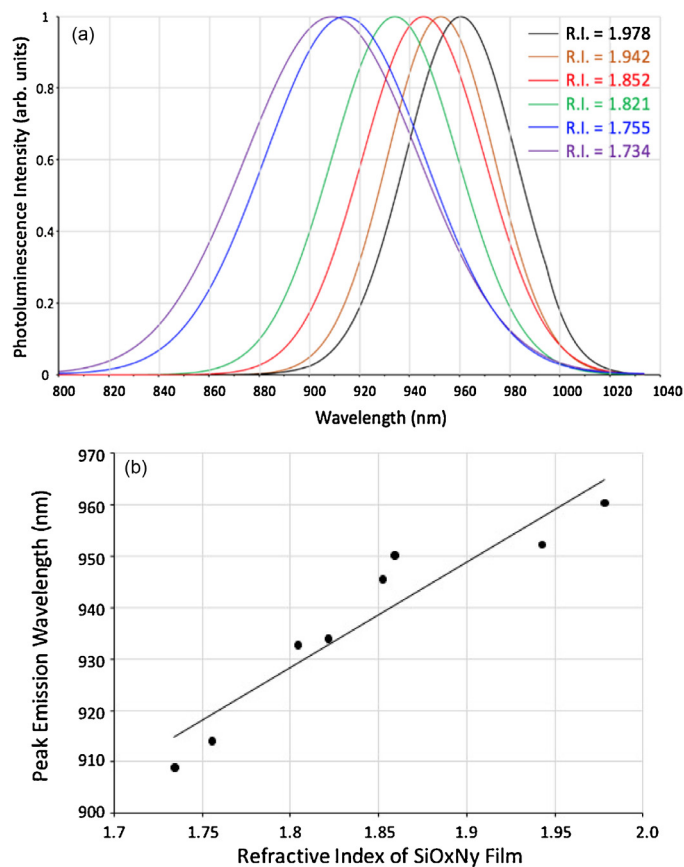 (a)
Photoluminescence Intensity (arb. units)
1
0.8
0.6
0.4
0.2
0
R.I. = 1.978
R.I. = 1.942
R.I. = 1.852
R.I. = 1.821
R.I. = 1.755
R.I. = 1.734
800 820 840 860 880 900 920 940 960 980 1000 1020 1040
Wavelength (nm)
(b)
Peak Emission Wavelength (nm)
970
960
950
940
930
920
910
900
1.7 1.75 1.8 1.85 1.9 1.95 2.0
Refractive Index of SiOxNy Film